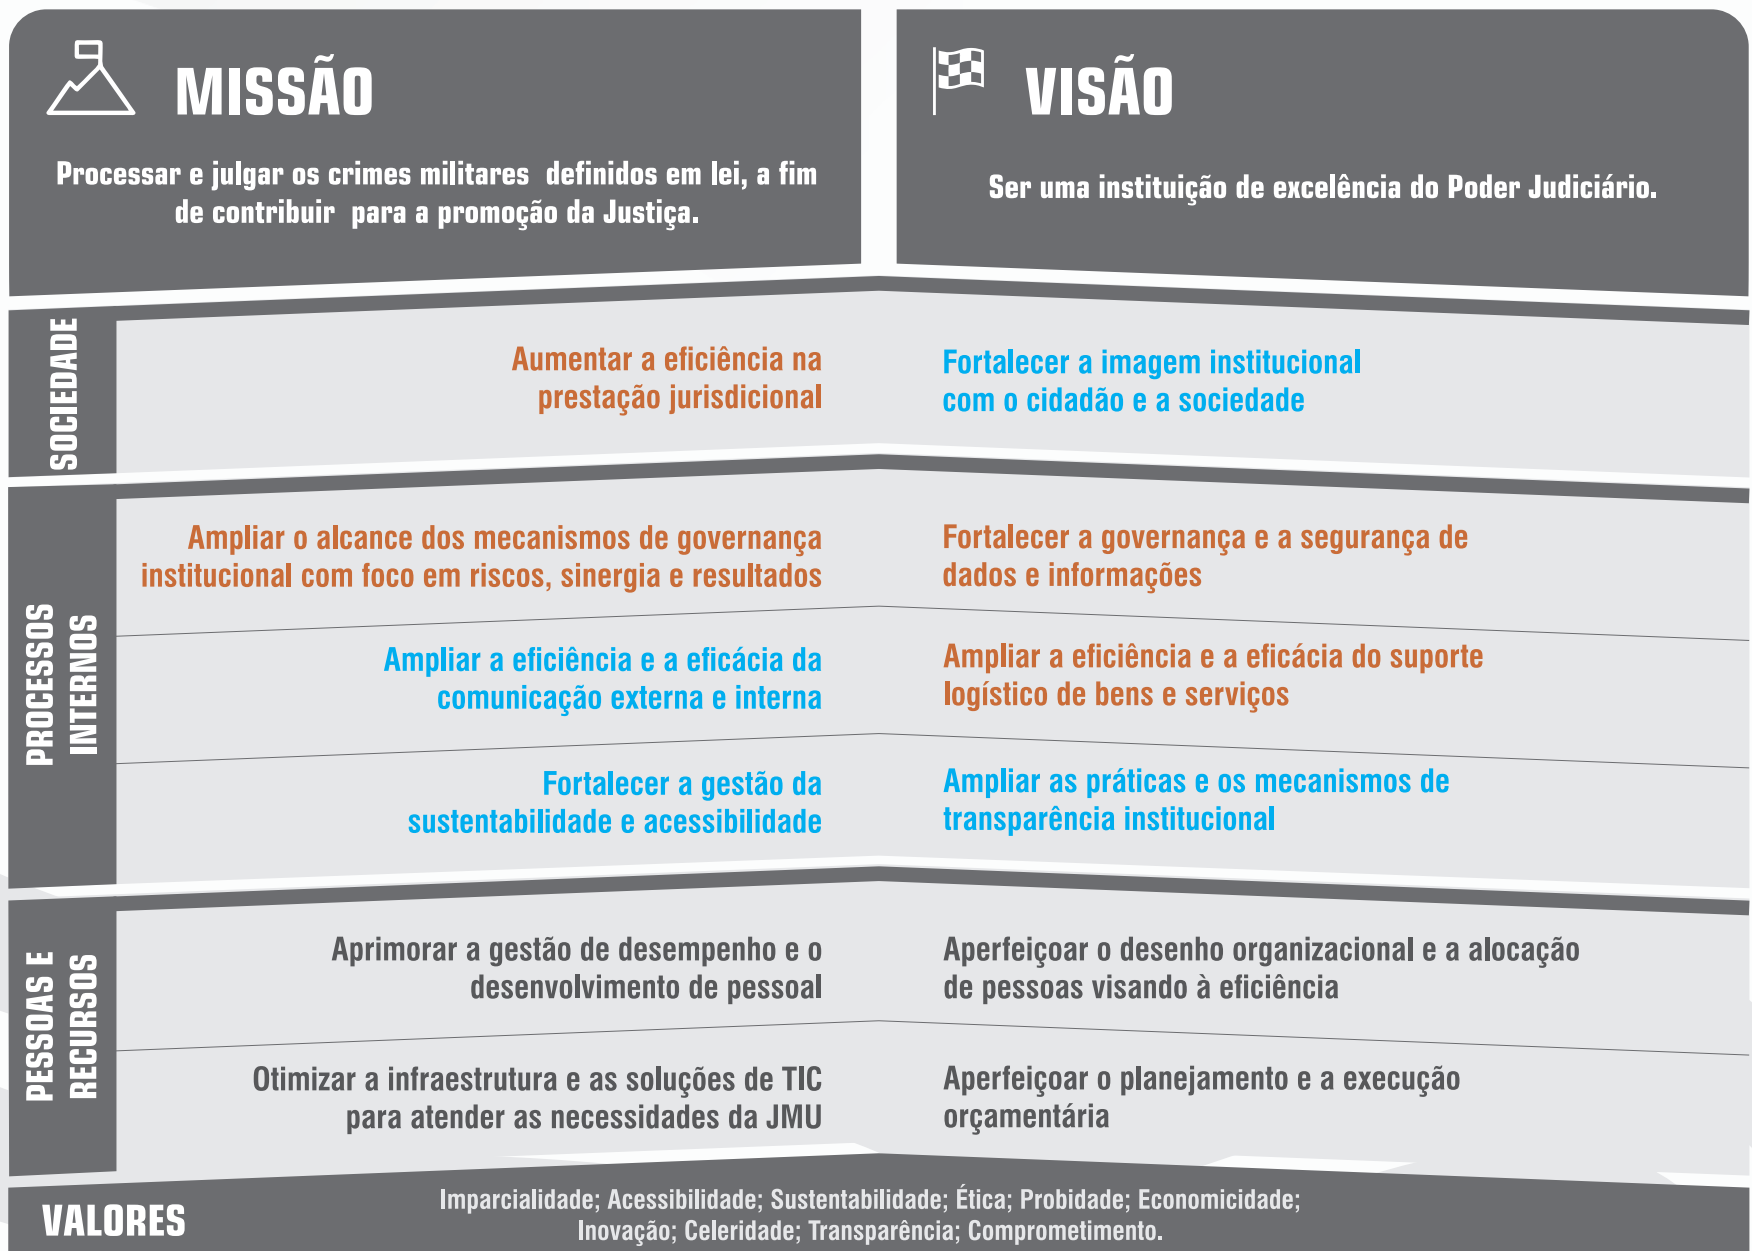 MISSÃO
Processar e julgar os crimes militares definidos em lei, a fim
de contribuir para a promoção da Justiça.
VISÃO
Ser uma instituição de excelência do Poder Judiciário.
SOCIEDADE
Aumentar a eficiência na
prestação jurisdicional
Fortalecer a imagem institucional
com o cidadão e a sociedade
PROCESSOS
INTERNOS
Ampliar o alcance dos mecanismos de governança
institucional com foco em riscos, sinergia e resultados
Fortalecer a governança e a segurança de
dados e informações
Ampliar a eficiência e a eficácia da
comunicação externa e interna
Ampliar a eficiência e a eficácia do suporte
logístico de bens e serviços
Fortalecer a gestão da
sustentabilidade e acessibilidade
Ampliar as práticas e os mecanismos de
transparência institucional
PESSOAS E
RECURSOS
Aprimorar a gestão de desempenho e o
desenvolvimento de pessoal
Aperfeiçoar o desenho organizacional e a alocação
de pessoas visando à eficiência
Otimizar a infraestrutura e as soluções de TIC
para atender as necessidades da JMU
Aperfeiçoar o planejamento e a execução
orçamentária
VALORES
Imparcialidade; Acessibilidade; Sustentabilidade; Ética; Probidade; Economicidade;
Inovação; Celeridade; Transparência; Comprometimento.